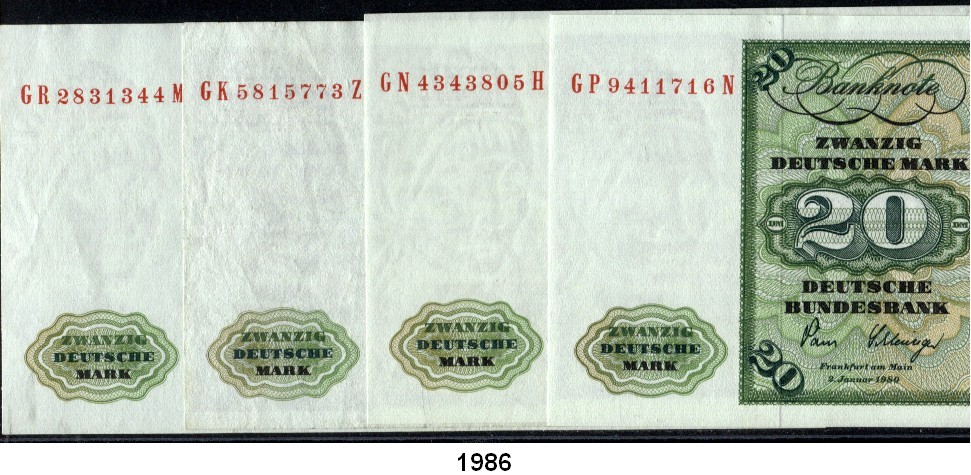 GR2831344M
ZWANZIG
DEUTSCHE
MARK
GK5815773Z
ZWANZIG
DEUTSCHE
MARK
GN4343805H
ZWANZIG
DEUTSCHE
MARK
GP9411716N
ZWANZIG
DEUTSCHE
MARK
20
Banknote
ZWANZIG
DEUTSCHE MARK
20
DEUTSCHE
BUNDESBANK
Frankfurt am Main
2. Januar 1980
20
1986